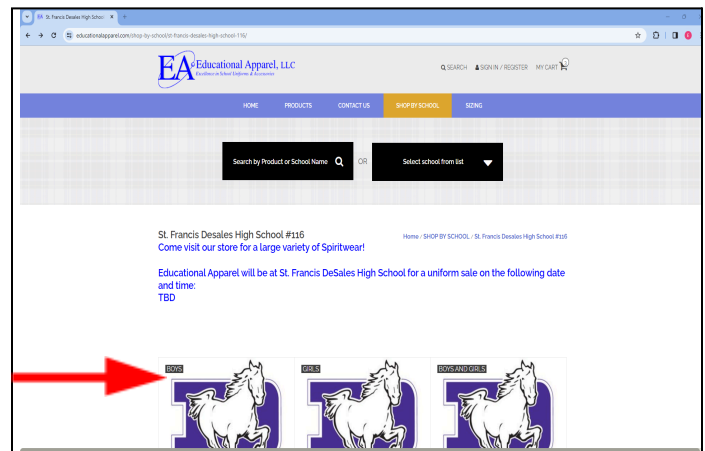 EA St. Francis Desales High School
educationalapparel.com/shop-by-school/st-francis-desales-high-school-116/
EA Educational Apparel, LLC
Excellence in School Uniforms & Accessories
SEARCH SIGN IN / REGISTER MY CART
HOME PRODUCTS CONTACT US SHOP BY SCHOOL SIZING
Search by Product or School Name OR Select school from list
St. Francis Desales High School #116
Home / SHOP BY SCHOOL / St. Francis Desales High School #116
Come visit our store for a large variety of Spiritwear!
Educational Apparel will be at St. Francis DeSales High School for a uniform sale on the following date
and time:
TBD
BOYS GIRLS BOYS AND GIRLS